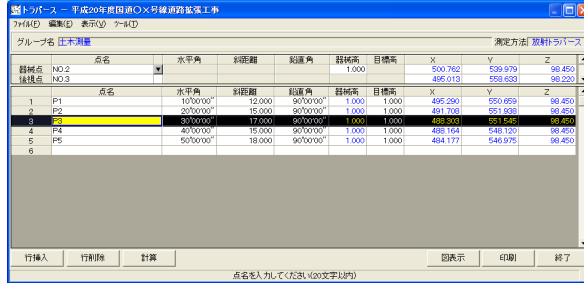 トラバース － 平成20年度国道○×号線道路拡張工事
ファイル(F) 編集(E) 表示(V) ツール(T)
グループ名 土木測量 測定方法 放射トラバース
点名 水平角 斜距離 鉛直角 器械高 目標高 X Y Z
器械点 NO.2 1.000 500.762 539.979 98.450
後視点 NO.3 495.013 558.633 98.220
点名 水平角 斜距離 鉛直角 器械高 目標高 X Y Z
1 P1 10°00'00" 12.000 90°00'00" 1.000 1.000 495.290 550.659 98.450
2 P2 20°00'00" 15.000 90°00'00" 1.000 1.000 491.708 551.938 98.450
3 P3 30°00'00" 17.000 90°00'00" 1.000 1.000 488.303 551.545 98.450
4 P4 40°00'00" 15.000 90°00'00" 1.000 1.000 488.164 548.120 98.450
5 P5 50°00'00" 18.000 90°00'00" 1.000 1.000 484.177 546.975 98.450
6
行挿入 行削除 計算 図表示 印刷 終了
点名を入力してください(20文字以内)